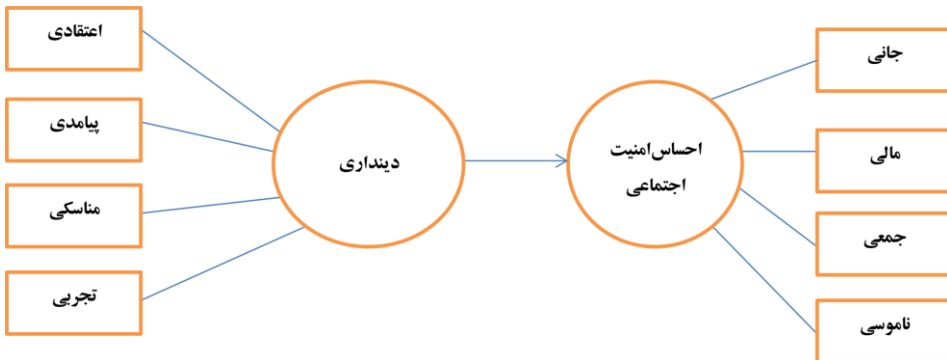 اعتقادی
پیامدی
مناسکی
تجربی
دینداری
احساس‌امنیت
اجتماعی
جانی
مالی
جمعی
ناموسی